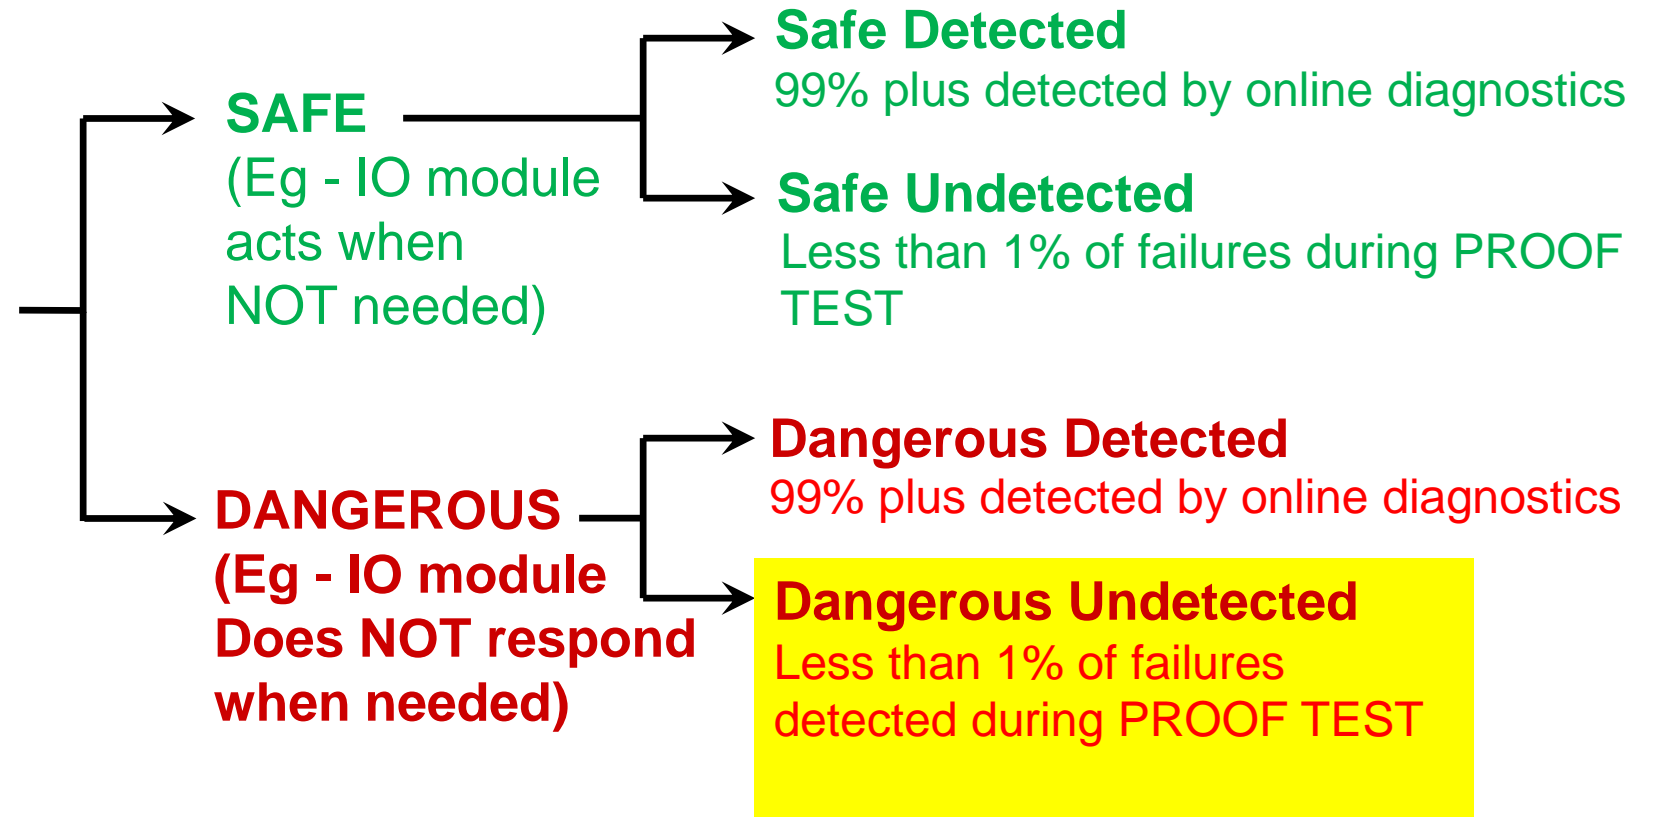 Safe Detected
99% plus detected by online diagnostics
SAFE
(Eg - IO module
acts when
NOT needed)
Safe Undetected
Less than 1% of failures during PROOF
TEST
Dangerous Detected
99% plus detected by online diagnostics
DANGEROUS
(Eg - IO module
Does NOT respond
when needed)
Dangerous Undetected
Less than 1% of failures
detected during PROOF TEST